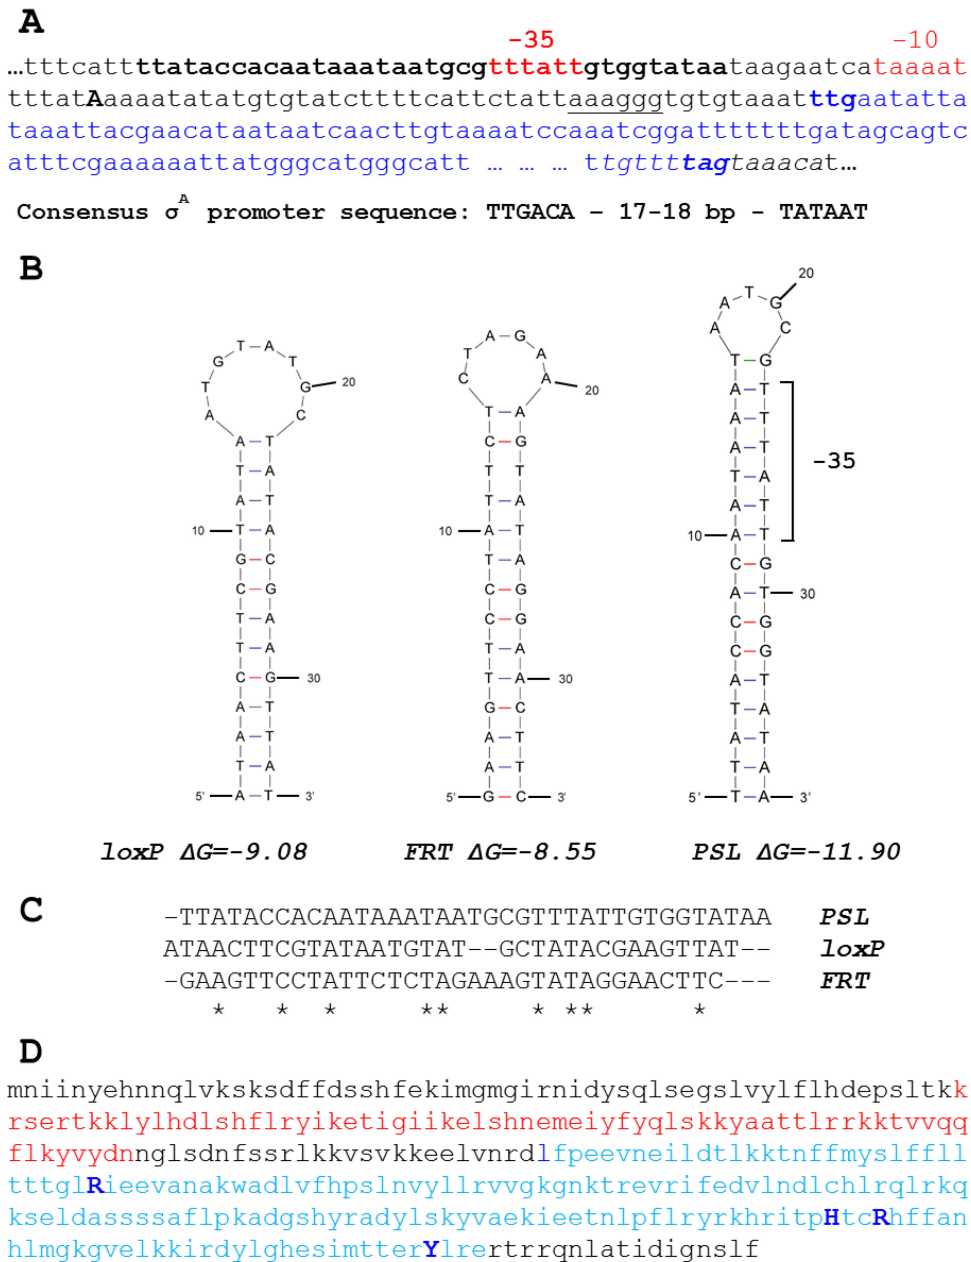 A
-35 -10
…tttcatttttataccacaataaataatgcgtttattgtggtataataagaatcataaaat
tttatAaaaatatatgtgtatcttttcattctattaaagggtgtgtaaatttgaatatta
taaattacgaacataataatcaacttgtaaaatccaaatcggatttttttgatagcagtc
atttcgaaaaaattatgggcatgggcatt … … … ttgttttagtaaacat…
Consensus σA promoter sequence: TTGACA - 17-18 bp - TATAAT
B
loxP ΔG=-9.08 FRT ΔG=-8.55 PSL ΔG=-11.90
C
-TTATACCACAATAAATAATGCGTTTATTGTGGTATAA PSL
ATAACTTCGTATAATGTAT--GCTATACGAAGTTAT-- loxP
-GAAGTTCCTATTCTCTAGAAAGTATAGGAACTTC--- FRT
* * * ** * ** *
D
mniinyehnnqlvksksdffdsshfekimgmgirnidysqlsegslvylflhdepsltkk
rsertkklylhdlshflryiketigiikelshnemeiyfyqlskkyaattlrrkktvvqq
flkyvydnnglsdnfssrlkkvsvkkeelvnrdlfpeevneildtlkktnffmyslffll
tttglRieevanakwadlvfhpslnvyllrvvgkgnktrevrifedvlndlchlrqlrkq
kseldassssaflpkadgshyradylskyvaekieetnlpflryrkhritpHtcRhffan
hlmgkgvelkkirdylghesimtterYlrertrrqnlatidignslf